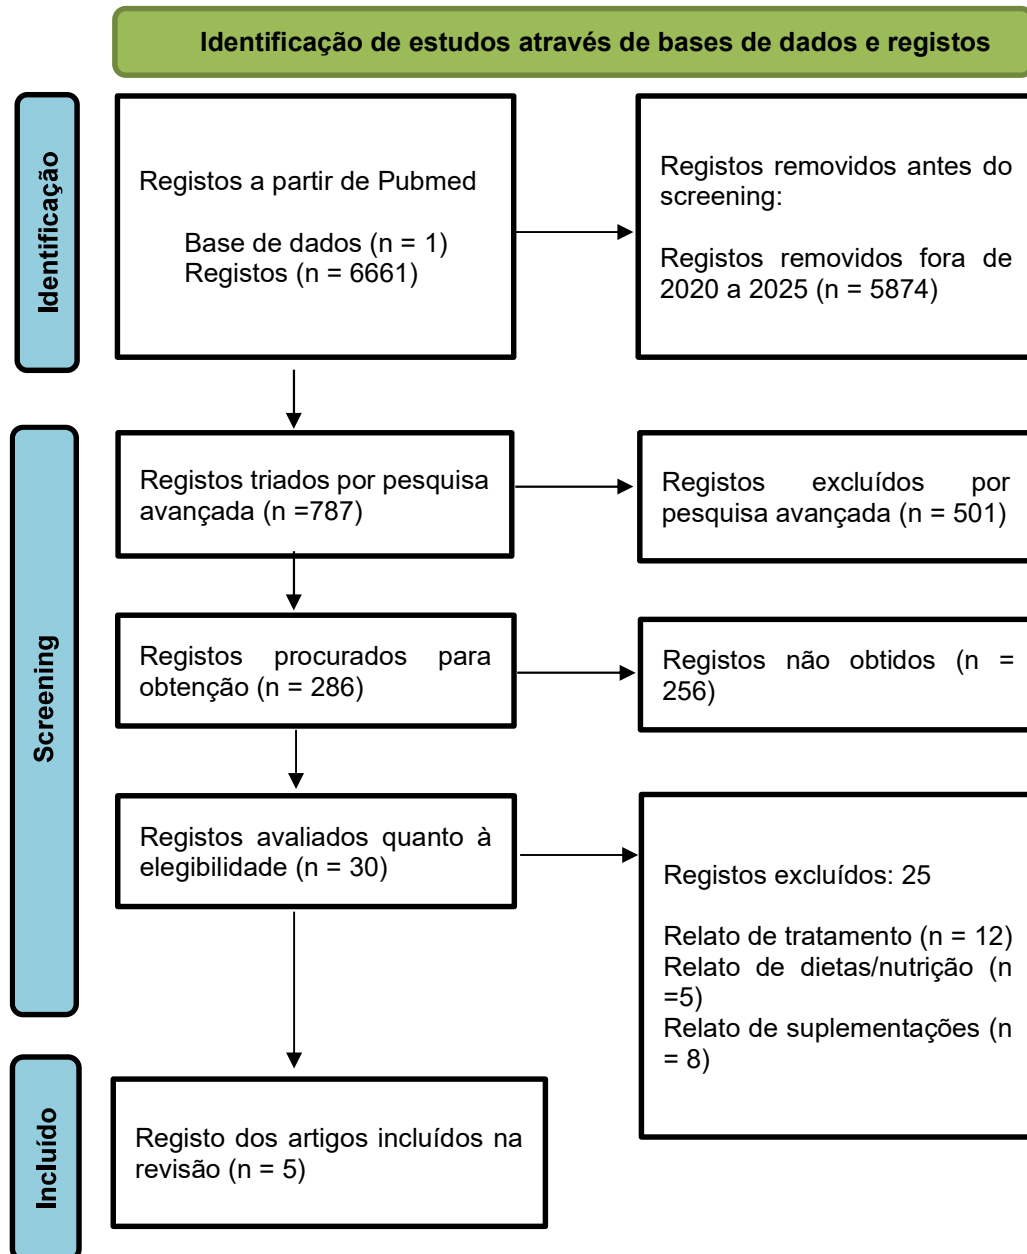 Identificação de estudos através de bases de dados e registos
Identificação
Registos a partir de Pubmed
Base de dados (n = 1)
Registos (n = 6661)
Registos removidos antes do
screening:
Registos removidos fora de
2020 a 2025 (n = 5874)
Screening
Registos triados por pesquisa
avançada (n =787)
Registos excluídos por
pesquisa avançada (n = 501)
Registos procurados para
obtenção (n = 286)
Registos não obtidos (n =
256)
Registos avaliados quanto à
elegibilidade (n = 30)
Registos excluídos: 25
Relato de tratamento (n = 12)
Relato de dietas/nutrição (n
=5)
Relato de suplementações (n
= 8)
Incluído
Registo dos artigos incluídos na
revisão (n = 5)